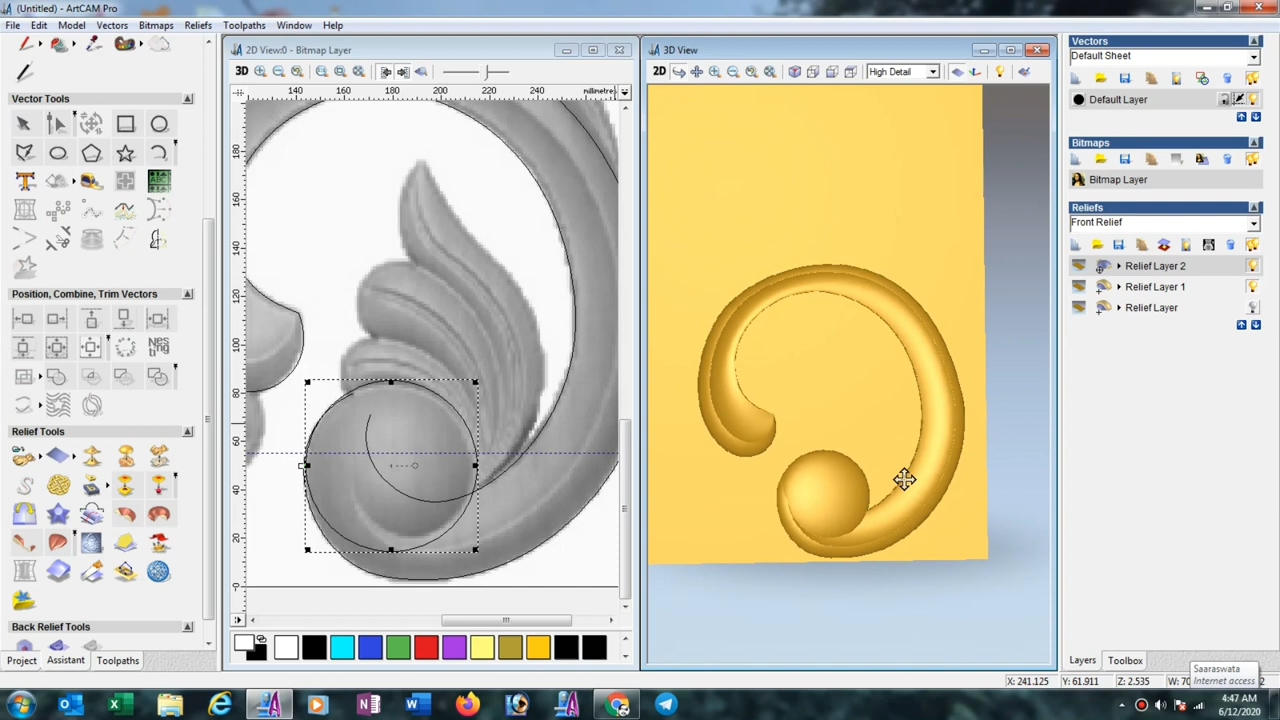 (Untitled) - ArtCAM Pro
File Edit Model Vectors Bitmaps Reliefs Toolpaths Window Help
2D View:0 - Bitmap Layer
3D View
Vectors
Default Sheet
3D
2D
High Detail
140 160 180 200 220 240 millimetres
Vector Tools
Default Layer
Bitmaps
Bitmap Layer
Reliefs
Front Relief
Relief Layer 2
Position, Combine, Trim Vectors
Relief Layer 1
Relief Layer
180
160
140
120
100
80
60
40
20
0
Relief Tools
Back Relief Tools
Project Assistant Toolpaths
Layers Toolbox
Saaraswata
Internet access
X: 241.125 Y: 61.911 Z: 2.535
4:47 AM
6/12/2020